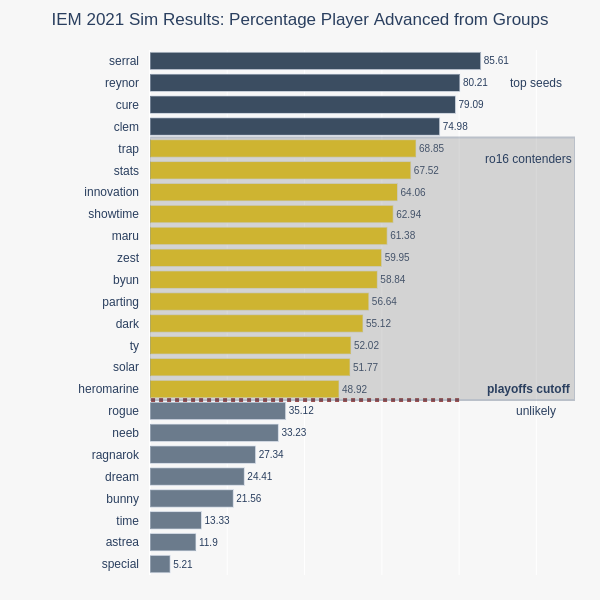 IEM 2021 Sim Results: Percentage Player Advanced from Groups
serral 85.61
reynor 80.21 top seeds
cure 79.09
clem 74.98
trap 68.85
ro16 contenders
stats 67.52
innovation 64.06
showtime 62.94
maru 61.38
zest 59.95
byun 58.84
parting 56.64
dark 55.12
ty 52.02
solar 51.77
heromarine 48.92 playoffs cutoff
rogue 35.12 unlikely
neeb 33.23
ragnarok 27.34
dream 24.41
bunny 21.56
time 13.33
astrea 11.9
special 5.21